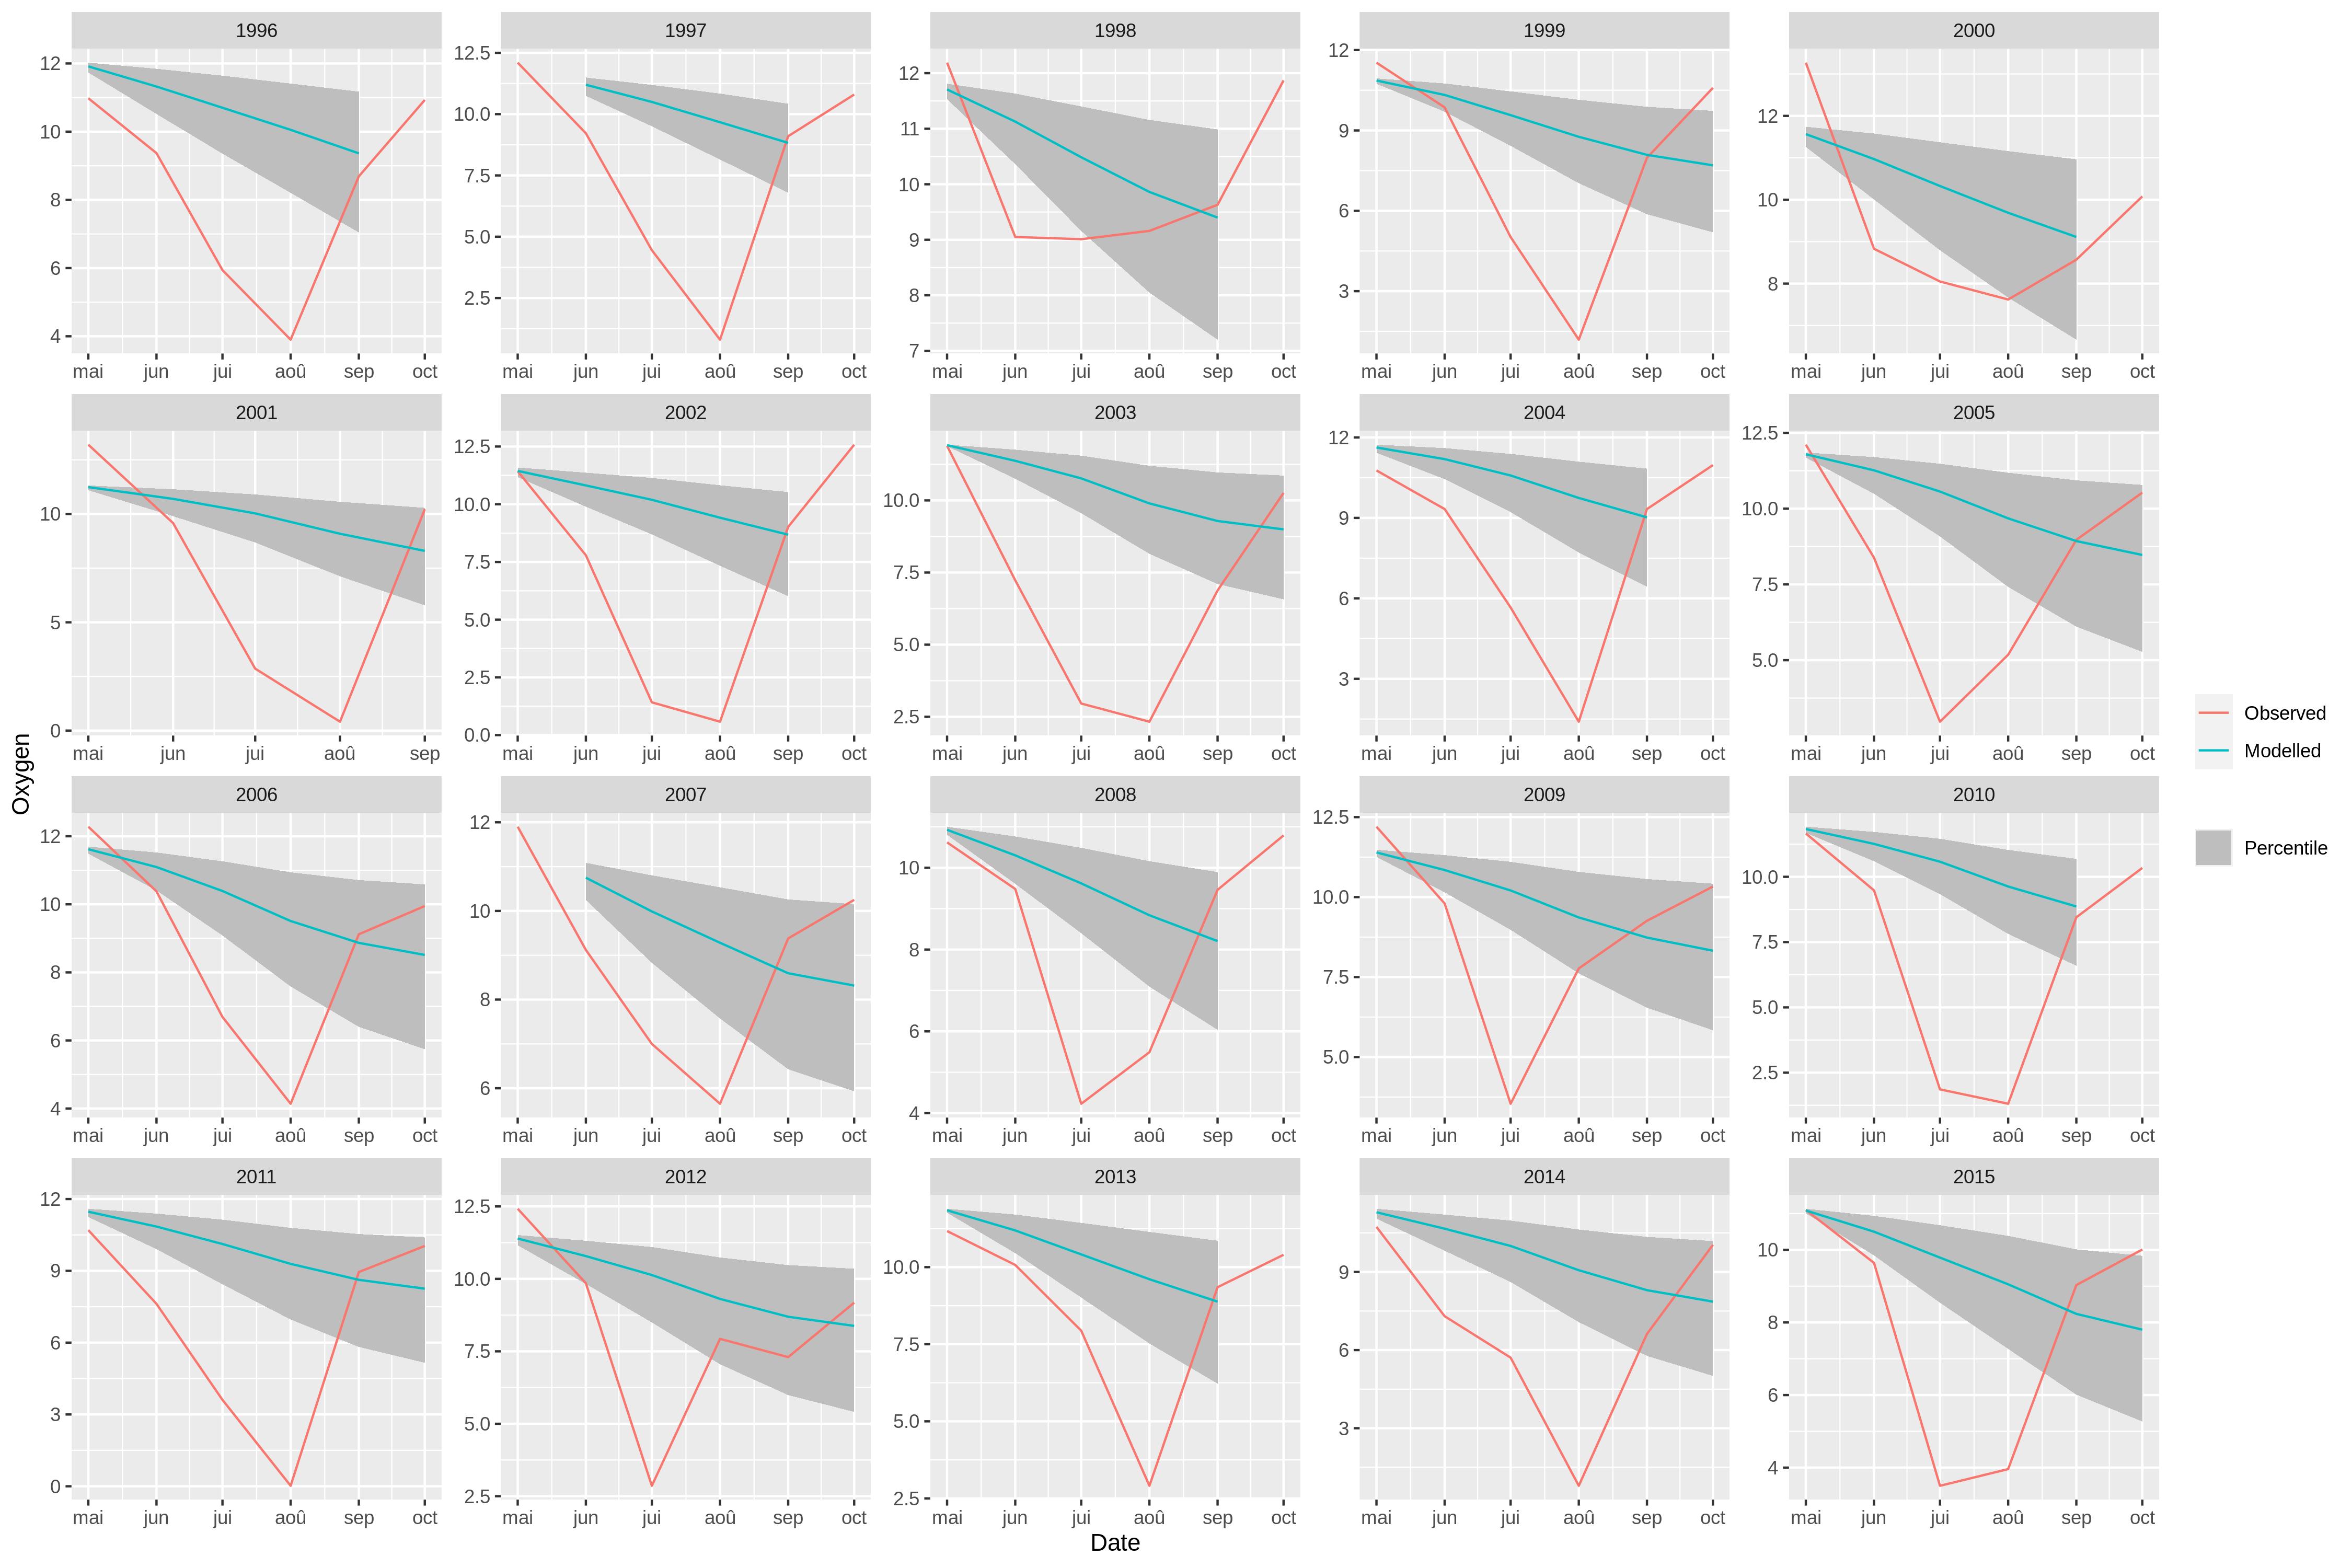 1996 1997 1998 1999 2000
12 10 8 6 4
12.5 10.0 7.5 5.0 2.5
12 11 10 9 8 7
12 9 6 3
12 10 8
mai jun jui aoû sep oct mai jun jui aoû sep oct mai jun jui aoû sep oct mai jun jui aoû sep oct mai jun jui aoû sep oct
2001 2002 2003 2004 2005
10 5 0
12.5 10.0 7.5 5.0 2.5 0.0
10.0 7.5 5.0 2.5
12 9 6 3
12.5 10.0 7.5 5.0
mai jun jui aoû sep mai jun jui aoû sep oct mai jun jui aoû sep oct mai jun jui aoû sep oct mai jun jui aoû sep oct
Oxygen
2006 2007 2008 2009 2010
12 10 8 6 4
12 10 8 6
10 8 6 4
12.5 10.0 7.5 5.0
10.0 7.5 5.0 2.5
mai jun jui aoû sep oct mai jun jui aoû sep oct mai jun jui aoû sep oct mai jun jui aoû sep oct mai jun jui aoû sep oct
2011 2012 2013 2014 2015
12 9 6 3 0
12.5 10.0 7.5 5.0 2.5
10.0 7.5 5.0 2.5
9 6 3
10 8 6 4
mai jun jui aoû sep oct mai jun jui aoû sep oct mai jun jui aoû sep oct mai jun jui aoû sep oct mai jun jui aoû sep oct
Date
Observed
Modelled
Percentile